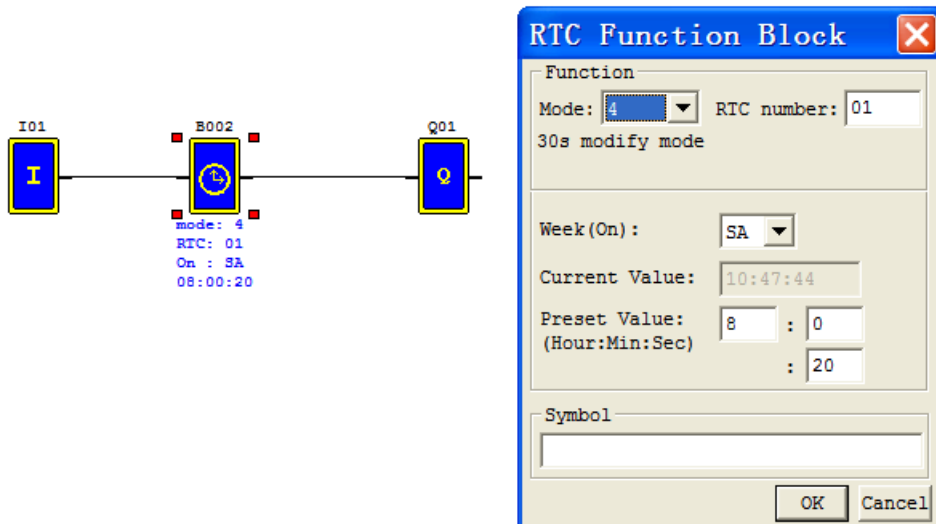 I01
I
B002
mode: 4
RTC: 01
On : SA
08:00:20
Q01
Q
RTC Function Block
Function
Mode: 4 RTC number: 01
30s modify mode
Week(On): SA
Current Value: 10:47:44
Preset Value: 8 : 0
(Hour:Min:Sec)
: 20
Symbol
OK Cancel